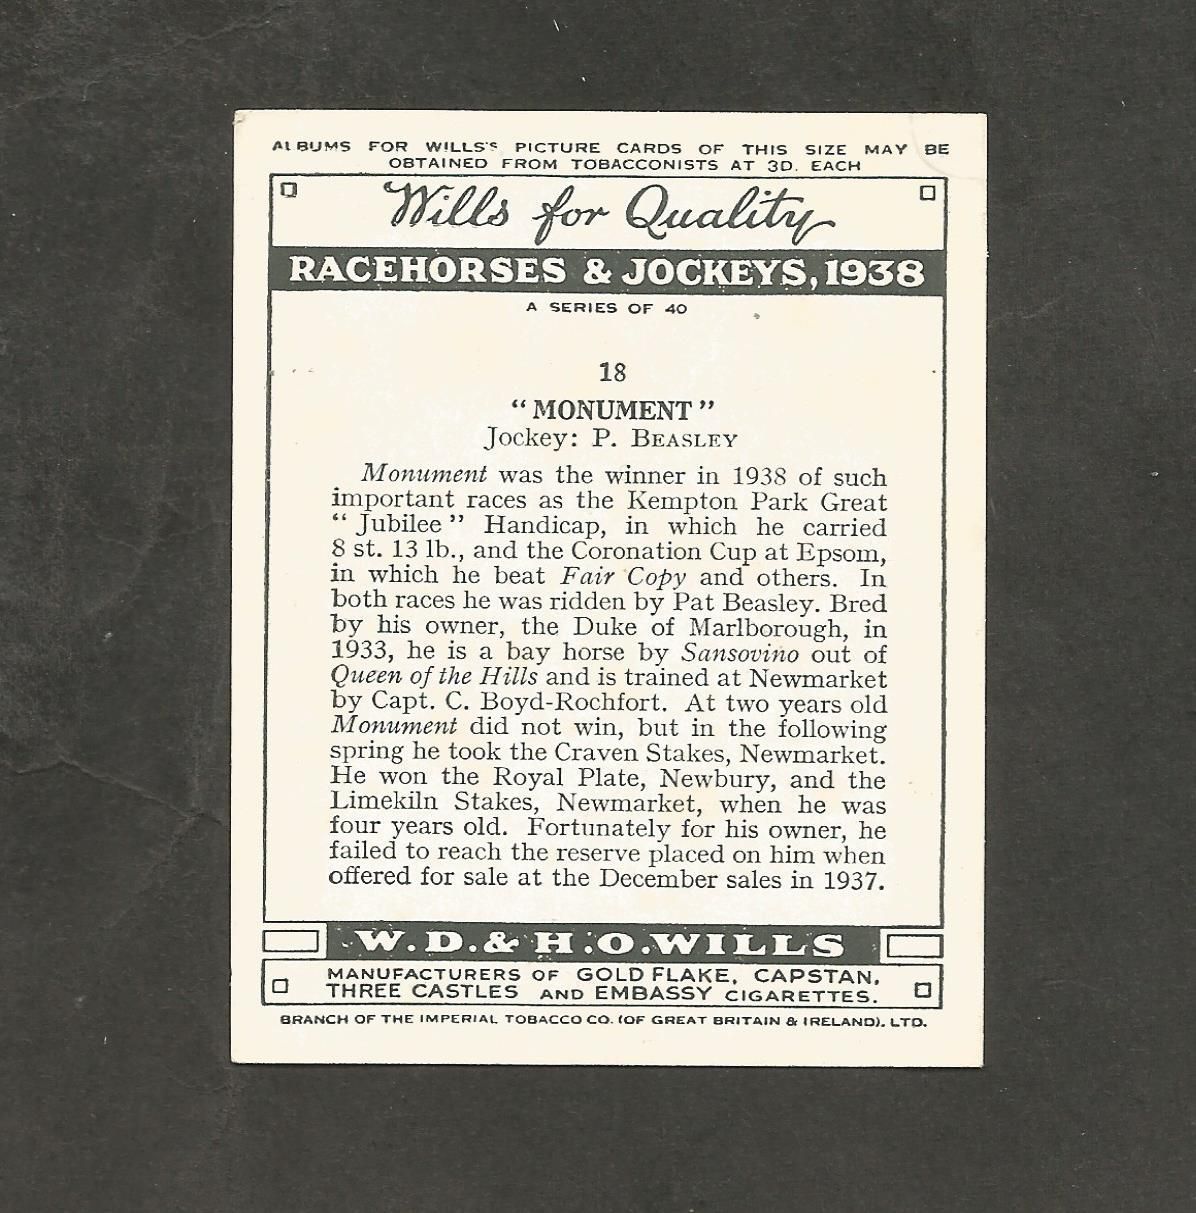 ALBUMS FOR WILLS'S PICTURE CARDS OF THIS SIZE MAY BE
OBTAINED FROM TOBACCONISTS AT 3D. EACH
Wills for Quality
RACEHORSES & JOCKEYS, 1938
A SERIES OF 40
18
"MONUMENT"
Jockey: P. BEASLEY
Monument was the winner in 1938 of such
important races as the Kempton Park Great
"Jubilee" Handicap, in which he carried
8 st. 13 lb., and the Coronation Cup at Epsom,
in which he beat Fair Copy and others. In
both races he was ridden by Pat Beasley. Bred
by his owner, the Duke of Marlborough, in
1933, he is a bay horse by Sansovino out of
Queen of the Hills and is trained at Newmarket
by Capt. C. Boyd-Rochfort. At two years old
Monument did not win, but in the following
spring he took the Craven Stakes, Newmarket.
He won the Royal Plate, Newbury, and the
Limekiln Stakes, Newmarket, when he was
four years old. Fortunately for his owner, he
failed to reach the reserve placed on him when
offered for sale at the December sales in 1937.
W.D.& H.O.WILLS
MANUFACTURERS OF GOLD FLAKE, CAPSTAN,
THREE CASTLES AND EMBASSY CIGARETTES.
BRANCH OF THE IMPERIAL TOBACCO CO. (OF GREAT BRITAIN & IRELAND), LTD.